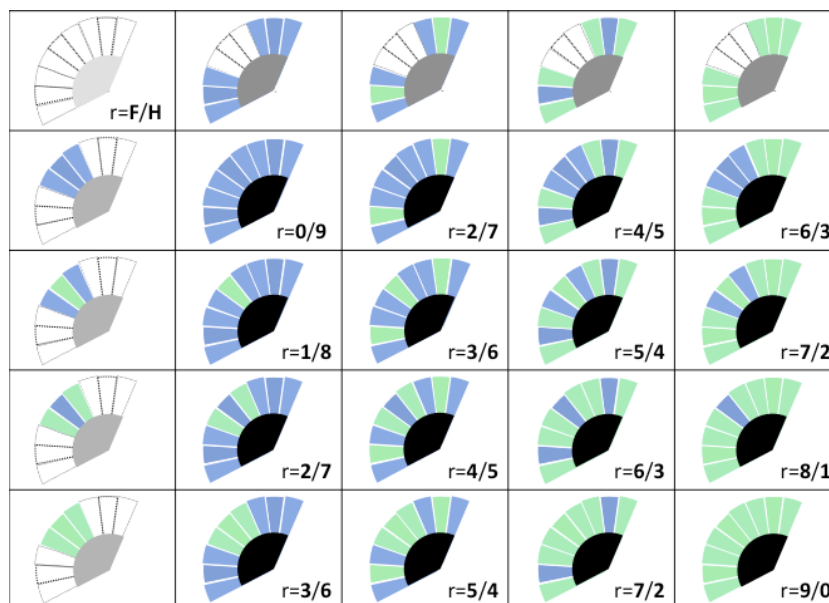 r=F/H
r=0/9
r=2/7
r=4/5
r=6/3
r=1/8
r=3/6
r=5/4
r=7/2
r=2/7
r=4/5
r=6/3
r=8/1
r=3/6
r=5/4
r=7/2
r=9/0